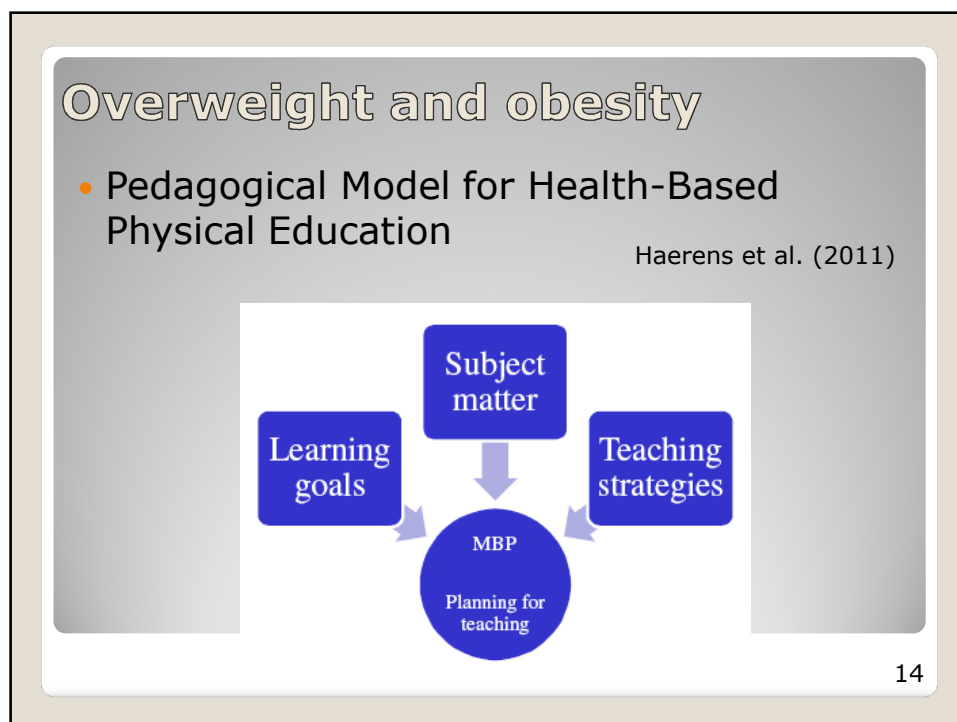 Overweight and obesity
• Pedagogical Model for Health-Based
Physical Education
Haerens et al. (2011)
Subject
matter
Learning
goals
Teaching
strategies
MBP
Planning for
teaching
14